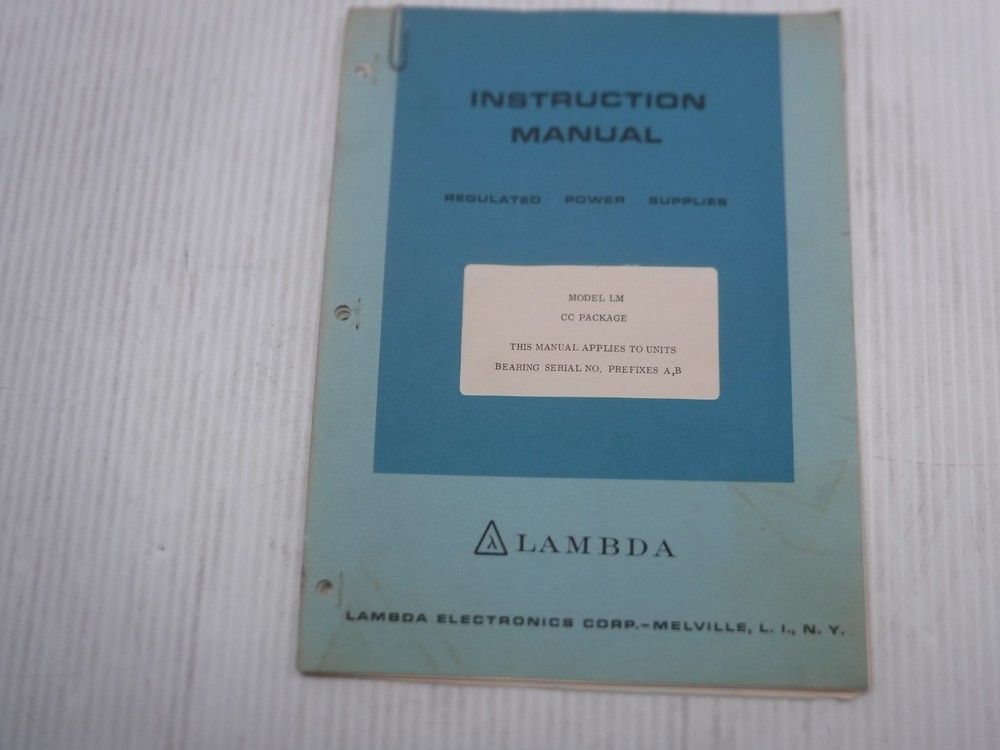 INSTRUCTION
MANUAL
REGULATED POWER SUPPLIES
MODEL LM
CC PACKAGE
THIS MANUAL APPLIES TO UNITS
BEARING SERIAL NO. PREFIXES A,B
λ LAMBDA
LAMBDA ELECTRONICS CORP.–MELVILLE, L. I., N. Y.